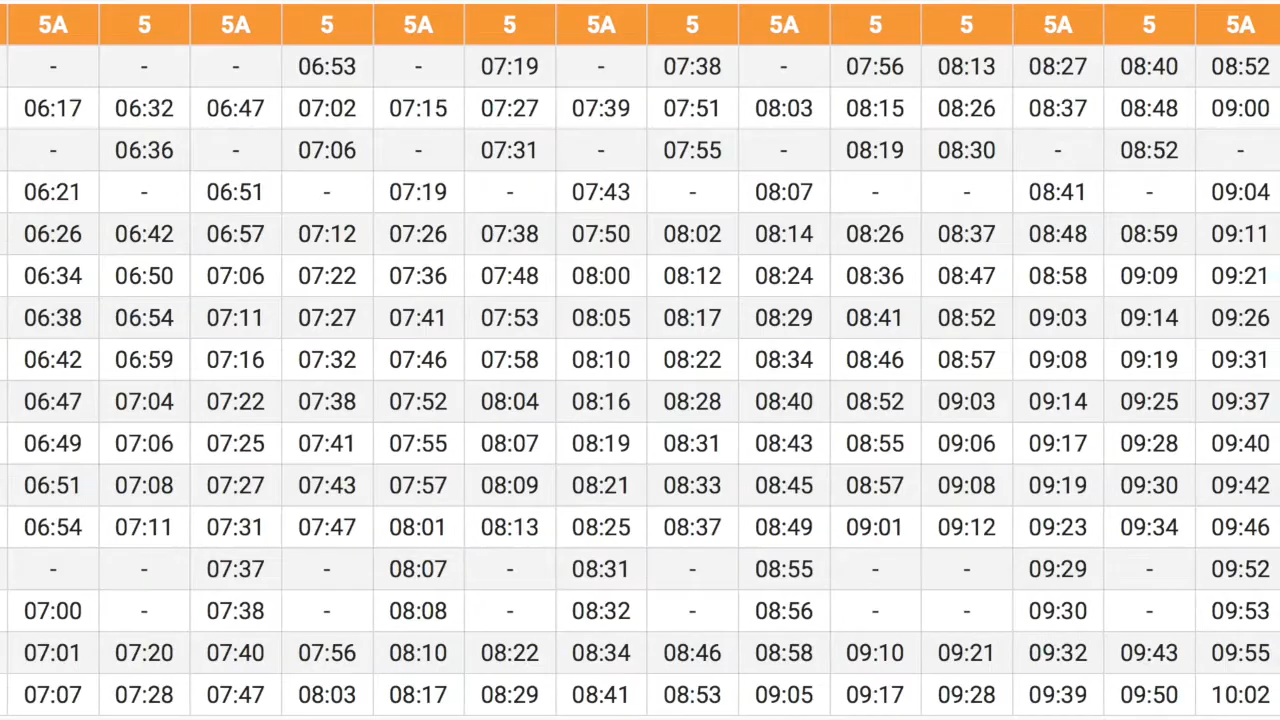 5A 5 5A 5 5A 5 5A 5 5A 5 5 5A 5 5A
- - - 06:53 - 07:19 - 07:38 - 07:56 08:13 08:27 08:40 08:52
06:17 06:32 06:47 07:02 07:15 07:27 07:39 07:51 08:03 08:15 08:26 08:37 08:48 09:00
- 06:36 - 07:06 - 07:31 - 07:55 - 08:19 08:30 - 08:52 -
06:21 - 06:51 - 07:19 - 07:43 - 08:07 - - 08:41 - 09:04
06:26 06:42 06:57 07:12 07:26 07:38 07:50 08:02 08:14 08:26 08:37 08:48 08:59 09:11
06:34 06:50 07:06 07:22 07:36 07:48 08:00 08:12 08:24 08:36 08:47 08:58 09:09 09:21
06:38 06:54 07:11 07:27 07:41 07:53 08:05 08:17 08:29 08:41 08:52 09:03 09:14 09:26
06:42 06:59 07:16 07:32 07:46 07:58 08:10 08:22 08:34 08:46 08:57 09:08 09:19 09:31
06:47 07:04 07:22 07:38 07:52 08:04 08:16 08:28 08:40 08:52 09:03 09:14 09:25 09:37
06:49 07:06 07:25 07:41 07:55 08:07 08:19 08:31 08:43 08:55 09:06 09:17 09:28 09:40
06:51 07:08 07:27 07:43 07:57 08:09 08:21 08:33 08:45 08:57 09:08 09:19 09:30 09:42
06:54 07:11 07:31 07:47 08:01 08:13 08:25 08:37 08:49 09:01 09:12 09:23 09:34 09:46
- - 07:37 - 08:07 - 08:31 - 08:55 - - 09:29 - 09:52
07:00 - 07:38 - 08:08 - 08:32 - 08:56 - - 09:30 - 09:53
07:01 07:20 07:40 07:56 08:10 08:22 08:34 08:46 08:58 09:10 09:21 09:32 09:43 09:55
07:07 07:28 07:47 08:03 08:17 08:29 08:41 08:53 09:05 09:17 09:28 09:39 09:50 10:02